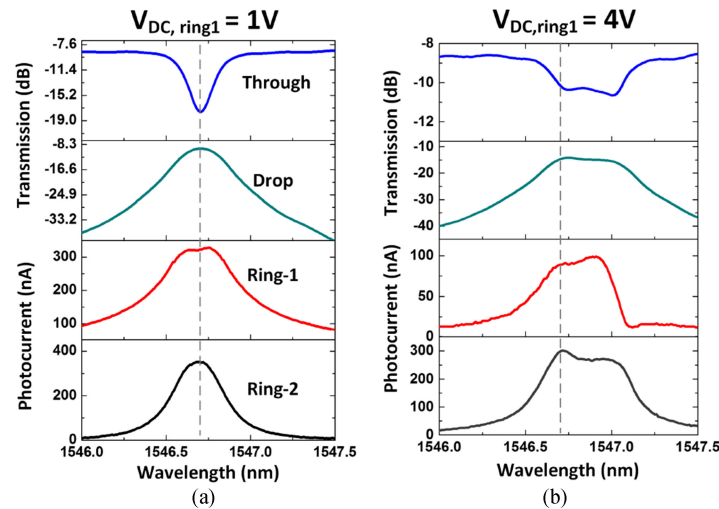 V_DC, ring1 = 1V
Transmission (dB)
-7.6
-11.4
-15.2
-19.0
Through
-8.3
-16.6
-24.9
-33.2
Drop
Photocurrent (nA)
300
200
100
Ring-1
400
200
0
Ring-2
1546.0 1546.5 1547.0 1547.5
Wavelength (nm)
(a)
V_DC,ring1 = 4V
Transmission (dB)
-8
-10
-12
-10
-20
-30
-40
Photocurrent (nA)
100
50
0
300
200
100
0
1546.0 1546.5 1547.0 1547.5
Wavelength (nm)
(b)